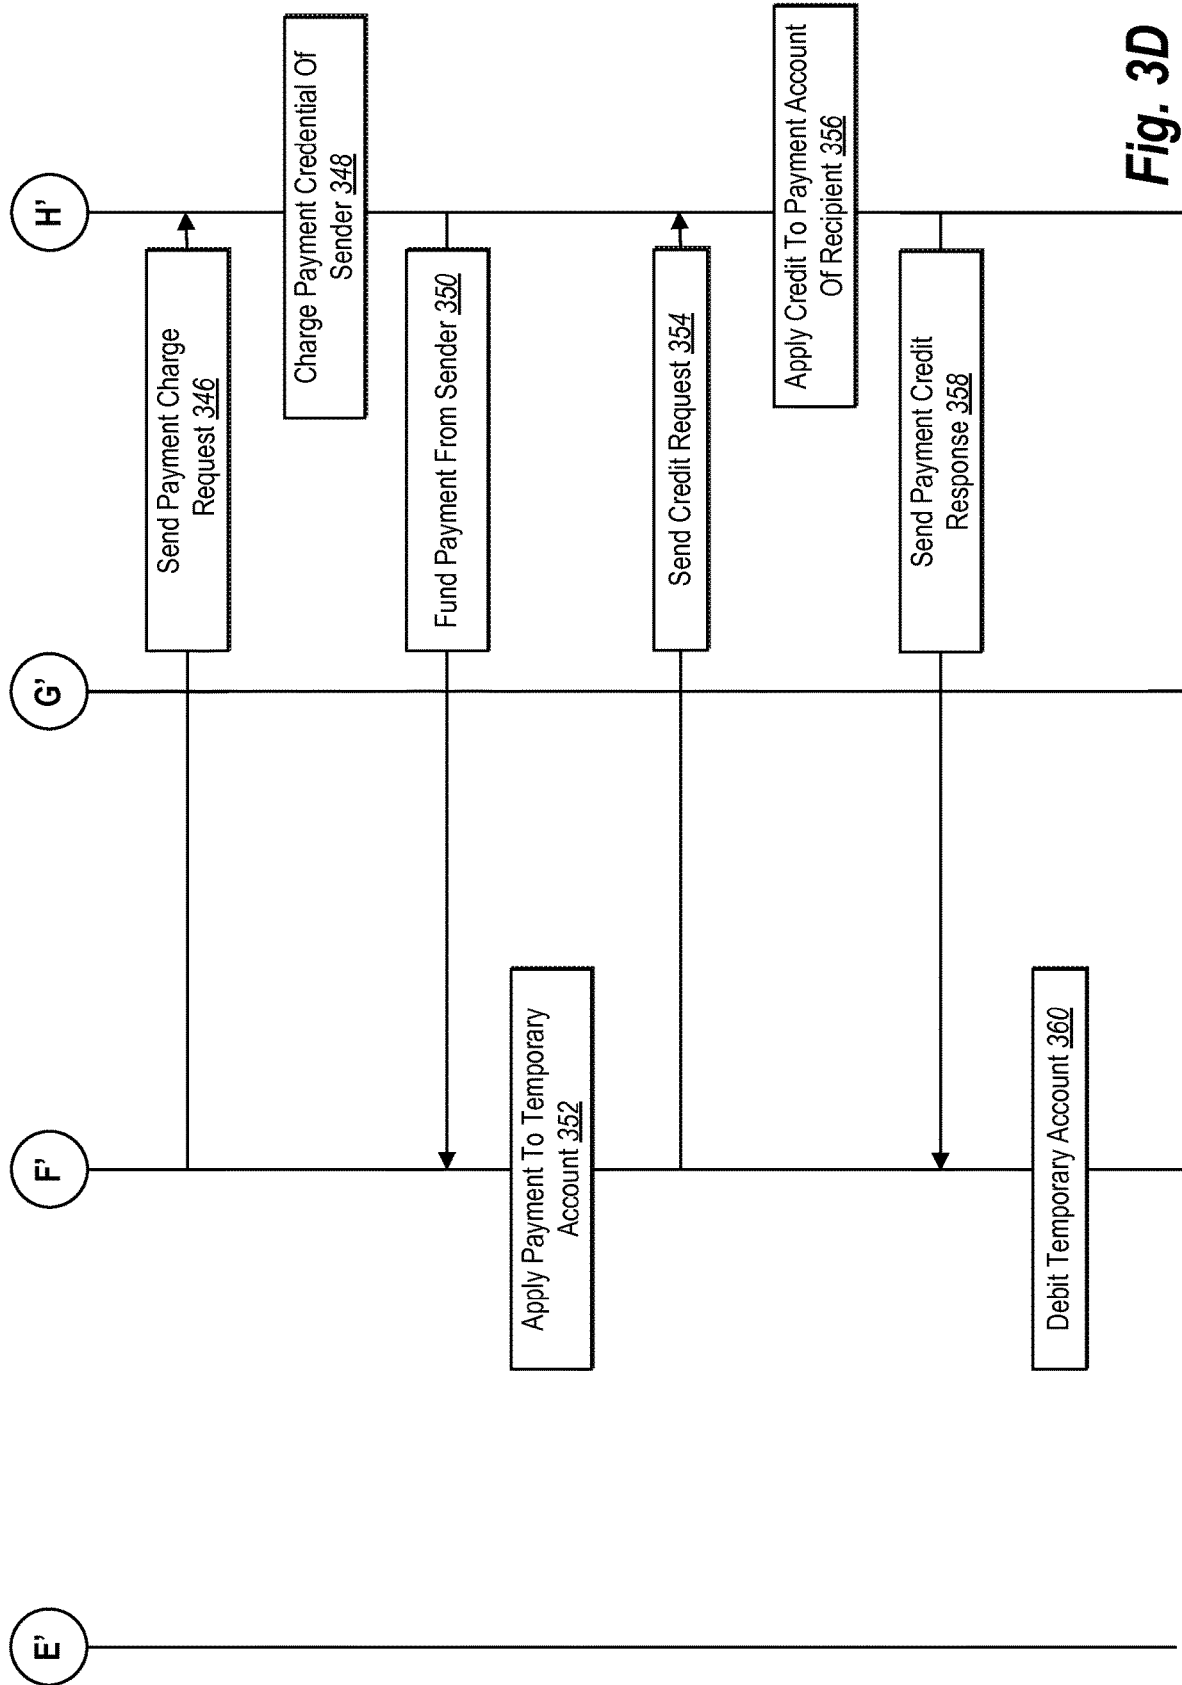 E'
F'
G'
H'
Send Payment Charge
Request 346
Charge Payment Credential Of
Sender 348
Fund Payment From Sender 350
Apply Payment To Temporary
Account 352
Send Credit Request 354
Apply Credit To Payment Account
Of Recipient 356
Send Payment Credit
Response 358
Debit Temporary Account 360
Fig. 3D